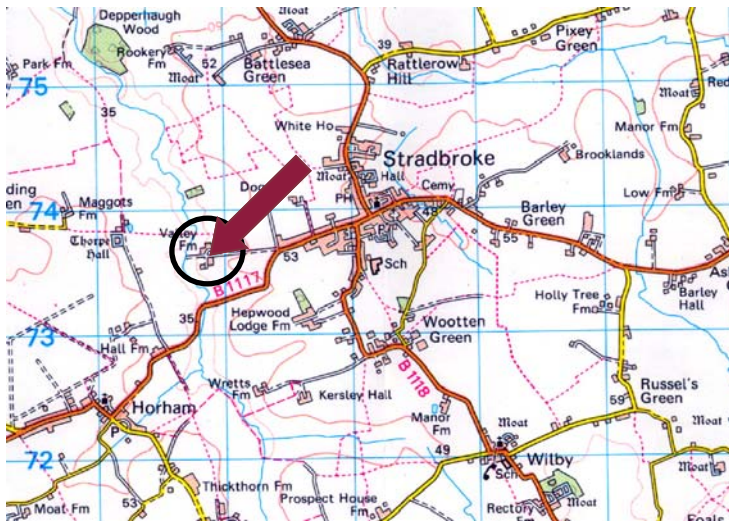 Depperhaugh
Wood
Rookery
Fm
Moat
52
Battlesea
Green
39
Rattlerow
Hill
Pixey
Green
Park Fm
75
35
White Ho
Moat
Red
Manor Fm
Stradbroke
Moat
Hall
Brooklands
Maggots
Fm
PH
Cemy
Low Fm
74
48
Barley
Green
Thorpe
Hall
Valley
Fm
53
P
55
Sch
B 1117
Holly Tree
Fm
Barley
Hall
35
Hepwood
Lodge Fm
73
Wootten
Green
Hall Fm
B 1118
Wretts
Fm
Kersley Hall
Russel's
Green
59
Horham
P
Manor
Fm
Moat
Moat
72
49
Wilby
Sch
Moat
Thickthorn Fm
Moat Fm
53
Prospect House
Fm
Rectory
Fm
Moat